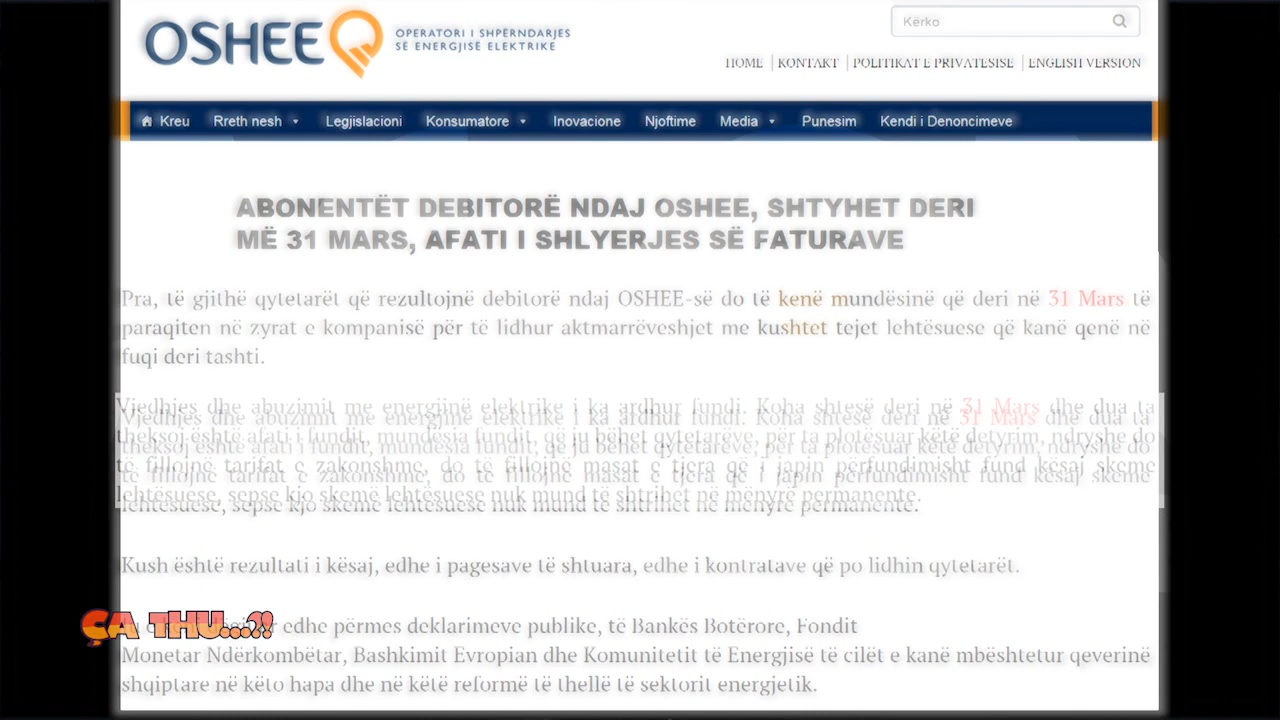 OSHEE
OPERATORI I SHPËRNDARJES
SË ENERGJISË ELEKTRIKE
Kërko
HOME KONTAKT POLITIKAT E PRIVATESISE ENGLISH VERSION
Kreu Rreth nesh Legjislacioni Konsumatore Inovacione Njoftime Media Punesim Kendi i Denoncimeve
ABONENTËT DEBITORË NDAJ OSHEE, SHTYHET DERI
MË 31 MARS, AFATI I SHLYERJES SË FATURAVE
Pra, të gjithë qytetarët që rezultojnë debitorë ndaj OSHEE-së do të kenë mundësinë që deri në 31 Mars të
paraqiten në zyrat e kompanisë për të lidhur aktmarrëveshjet me kushtet tejet lehtësuese që kanë qenë në
fuqi deri tashti.
Vjedhjes dhe abuzimit me energjinë elektrike i ka ardhur fundi. Koha shtesë deri në 31 Mars dhe dua ta
theksoj është afati i fundit, mundësia fundit, që ju bëhet qytetarëve, për ta plotësuar këtë detyrim, ndryshe do
të fillojnë tarifat e zakonshme, do të fillojnë masat e tjera që i japin përfundimisht fund kësaj skeme
lehtësuese, sepse kjo skemë lehtësuese nuk mund të shtrihet në mënyrë permanente.
Kush është rezultati i kësaj, edhe i pagesave të shtuara, edhe i kontratave që po lidhin qytetarët.
edhe përmes deklarimeve publike, të Bankës Botërore, Fondit
Monetar Ndërkombëtar, Bashkimit Evropian dhe Komunitetit të Energjisë të cilët e kanë mbështetur qeverinë
shqiptare në këto hapa dhe në këtë reformë të thellë të sektorit energjetik.
ÇA THU...?!